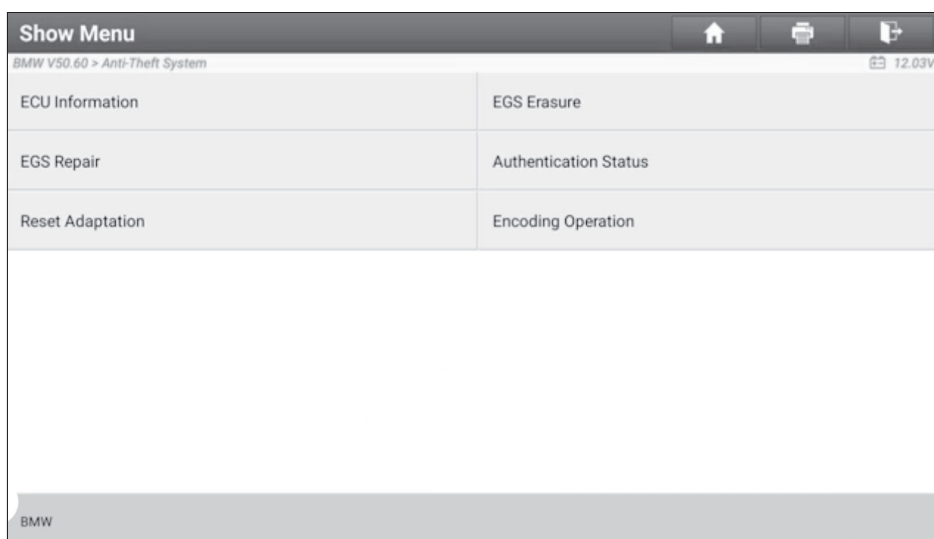 Show Menu
BMW V50.60 > Anti-Theft System
12.03V
ECU Information
EGS Erasure
EGS Repair
Authentication Status
Reset Adaptation
Encoding Operation
BMW